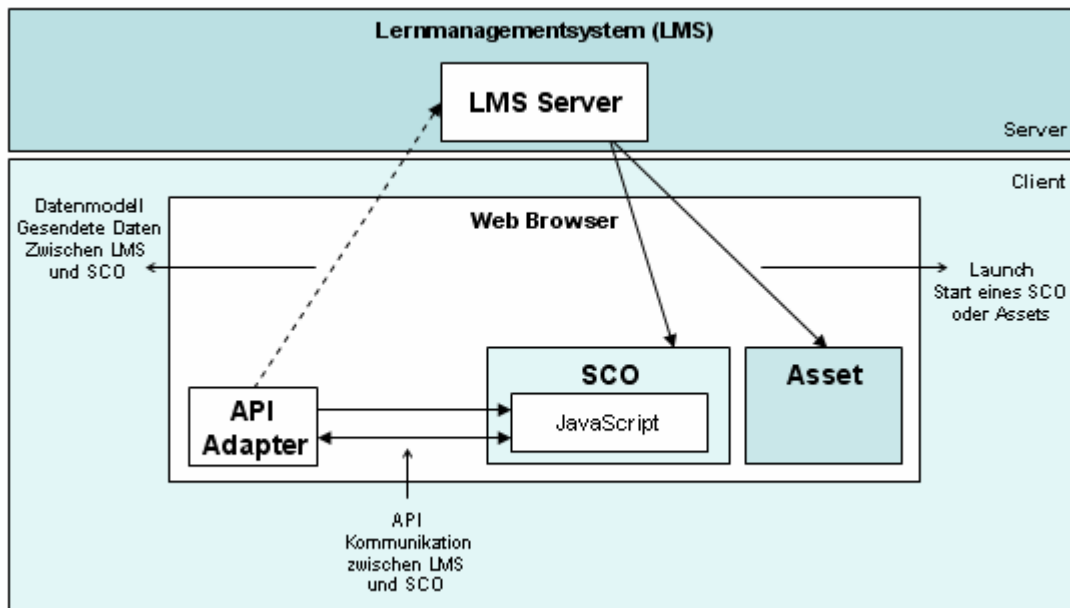 Lernmanagementsystem (LMS)
LMS Server
Server
Client
Datenmodell
Gesendete Daten
Zwischen LMS
und SCO
Web Browser
Launch
Start eines SCO
oder Assets
SCO
JavaScript
Asset
API
Adapter
API
Kommunikation
zwischen LMS
und SCO